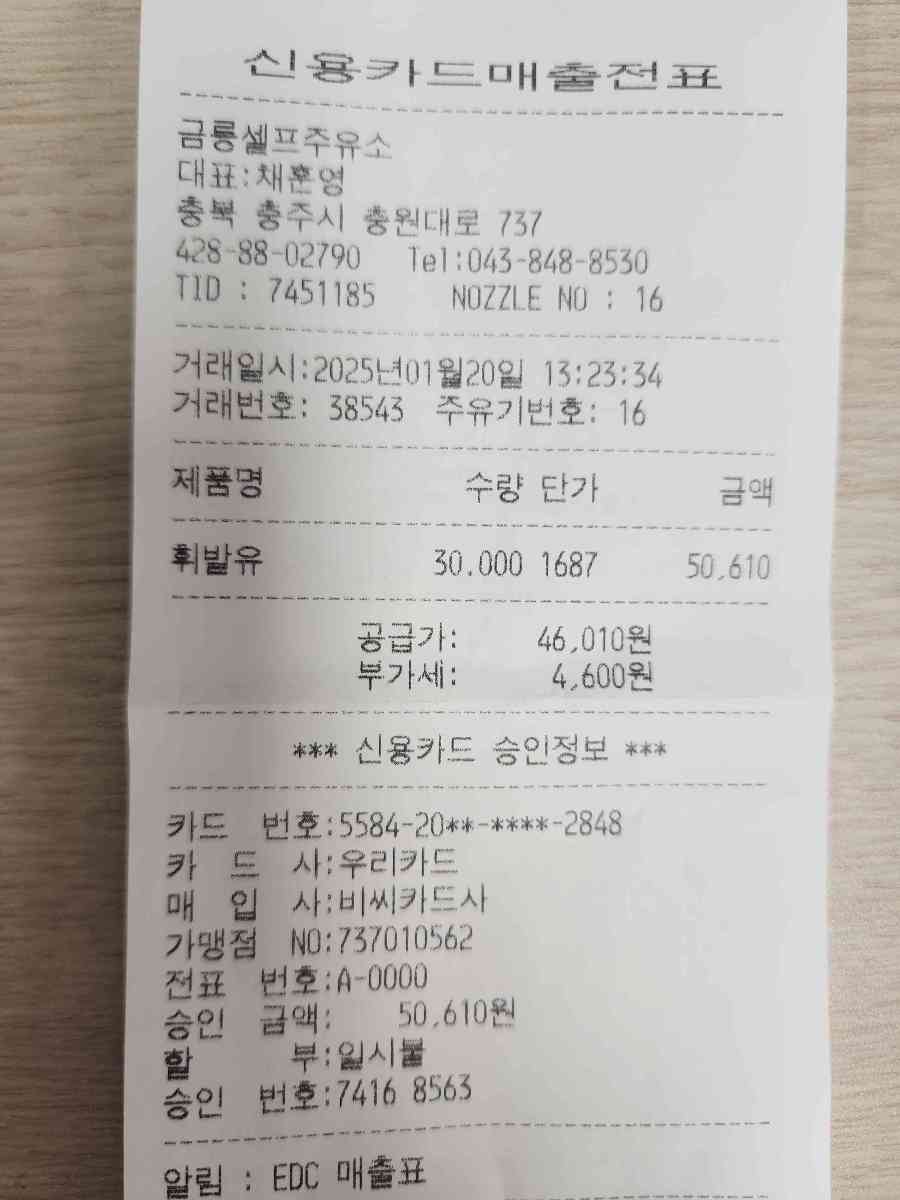 신용카드매출전표
금릉셀프주유소
대표:채훈영
충북 충주시 충원대로 737
428-88-02790 Tel:043-848-8530
TID : 7451185 NOZZLE NO : 16
거래일시:2025년01월20일 13:23:34
거래번호: 38543 주유기번호: 16
제품명 수량 단가 금액
휘발유 30.000 1687 50,610
공급가: 46,010원
부가세: 4,600원
*** 신용카드 승인정보 ***
카드 번호:5584-20**-****-2848
카 드 사:우리카드
매 입 사:비씨카드사
가맹점 NO:737010562
전표 번호:A-0000
승인 금액: 50,610원
할 부:일시불
승인 번호:7416 8563
알림 : EDC 매출표